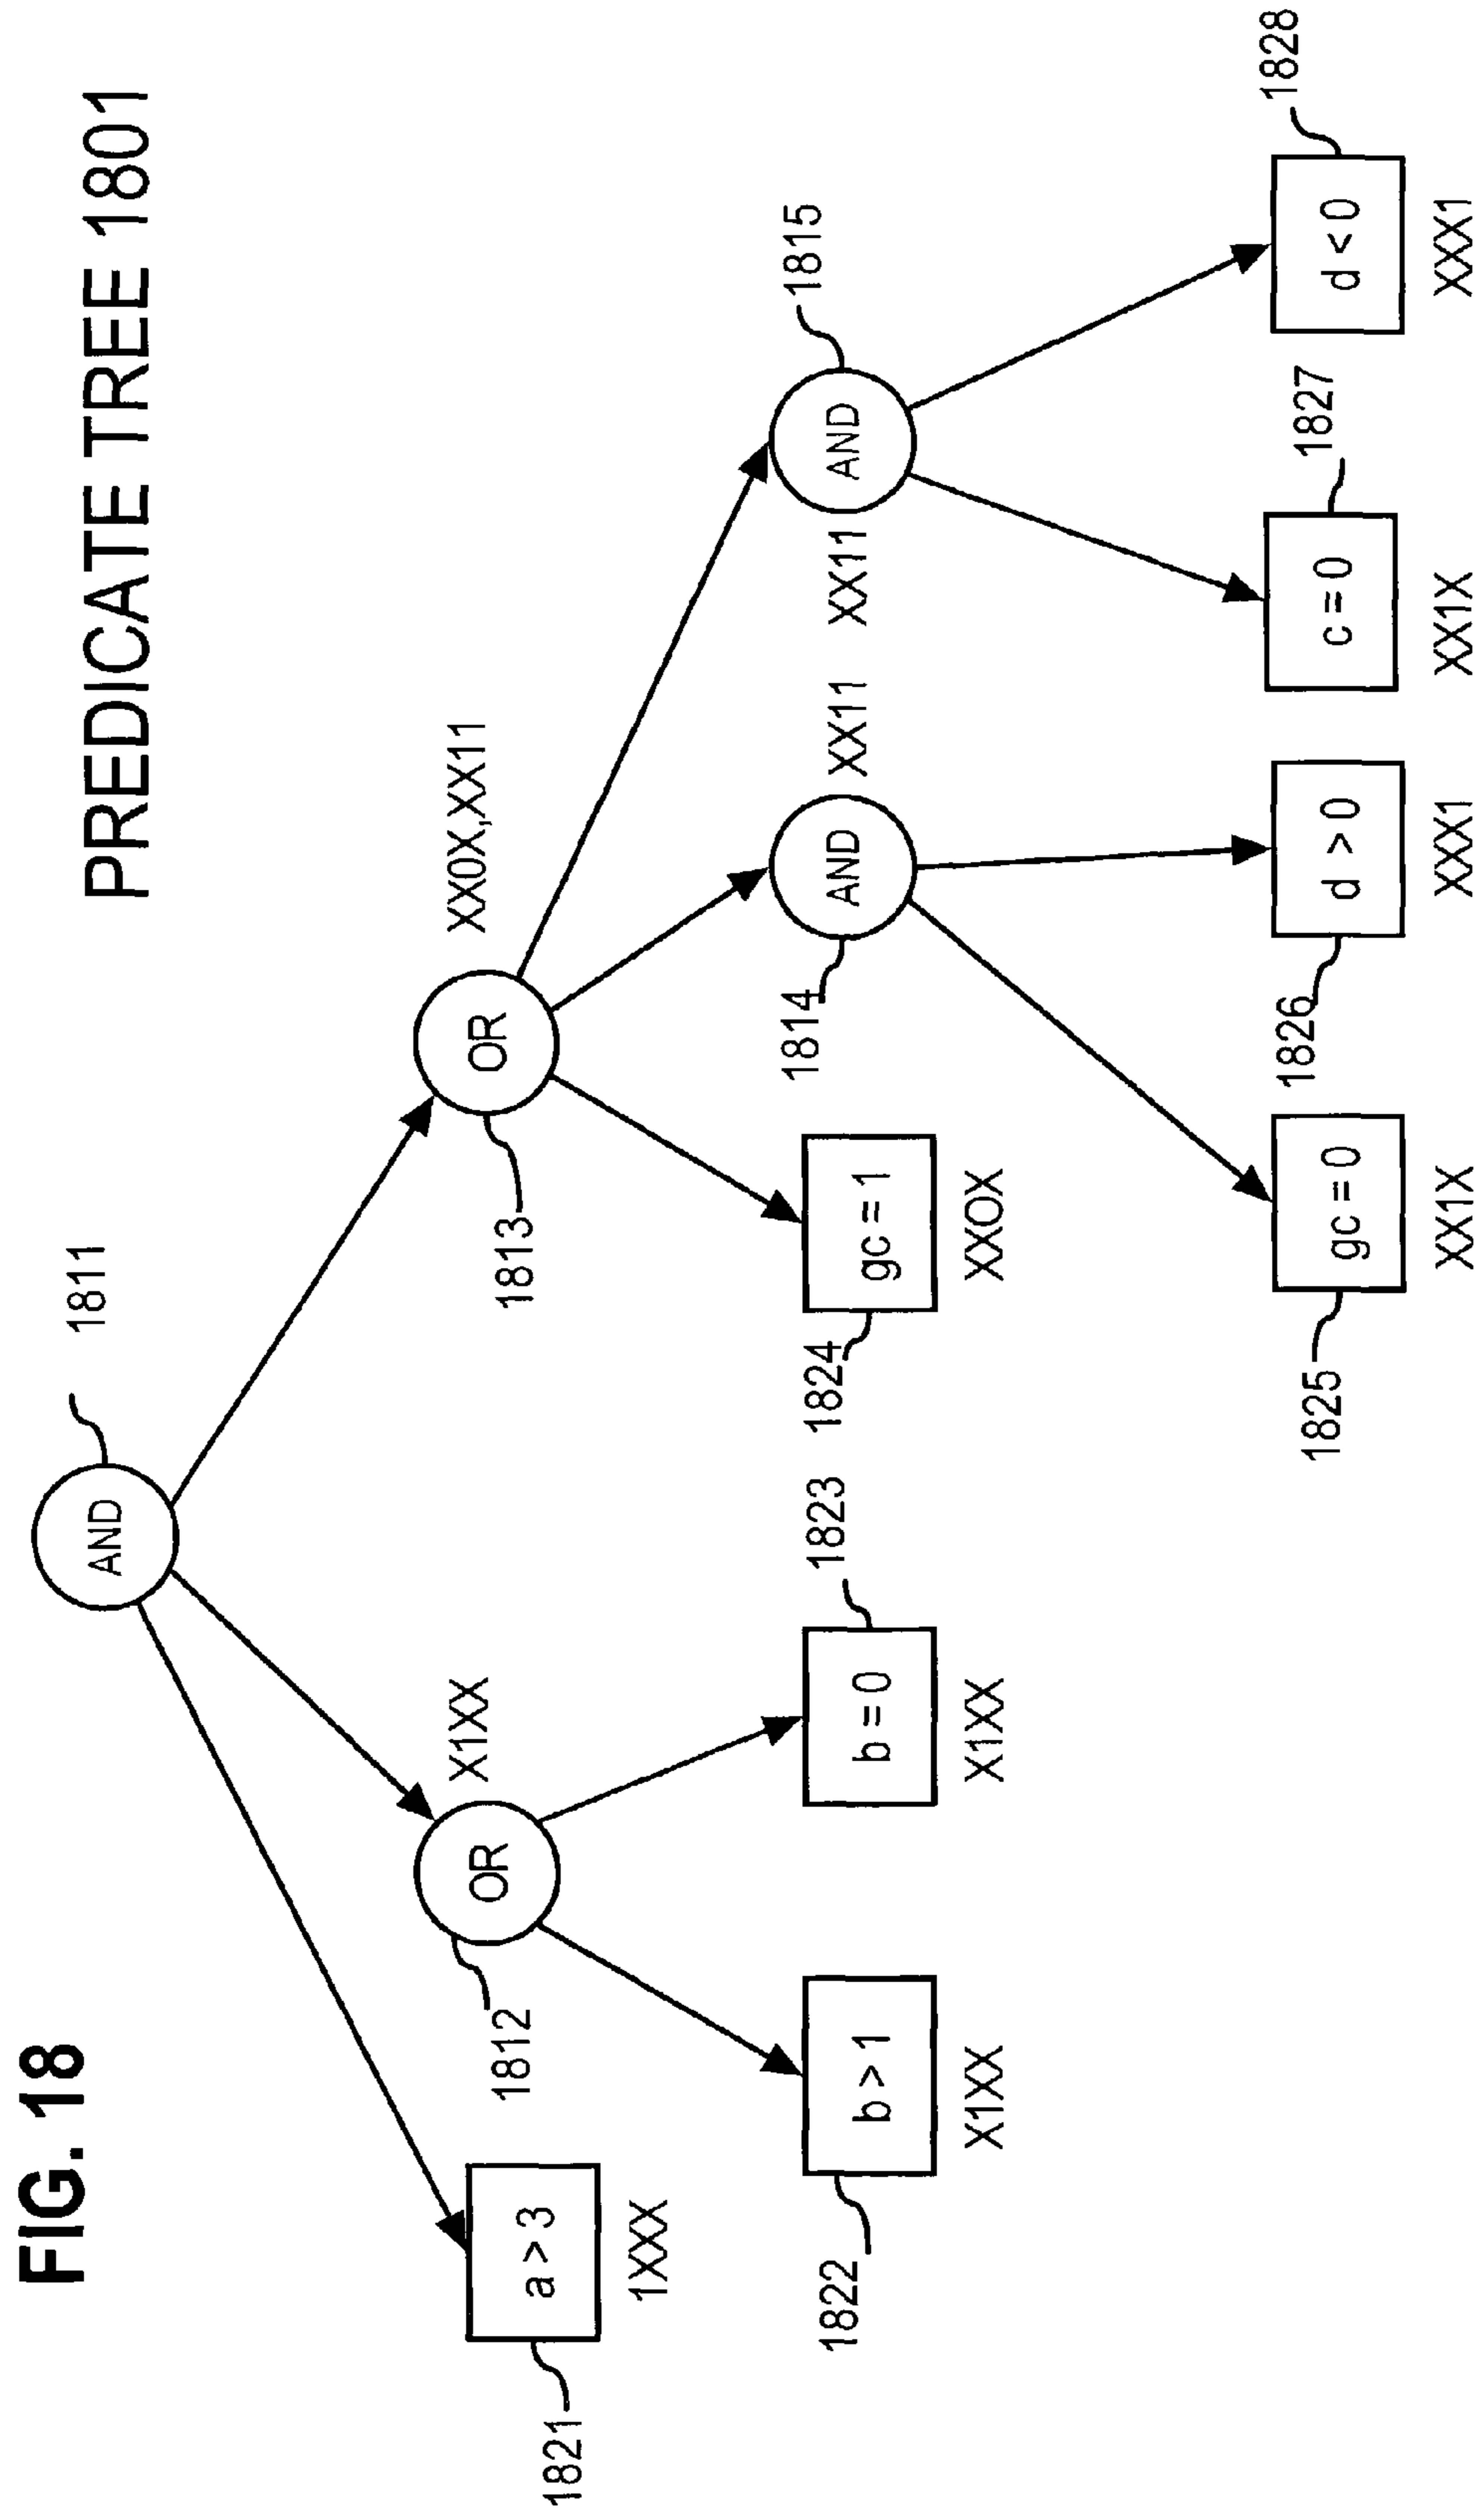 FIG. 18
PREDICATE TREE 1801
AND
1811
1821
a > 3
1XXX
1812
OR
X1XX
1813
OR
XX0X,XX11
1822
b > 1
X1XX
1823
b = 0
X1XX
1824
gc = 1
XX0X
1814
AND
XX11
1815
AND
XX11
1825
gc = 0
XX1X
1826
d > 0
XXX1
1827
c = 0
XX1X
1828
d < 0
XXX1